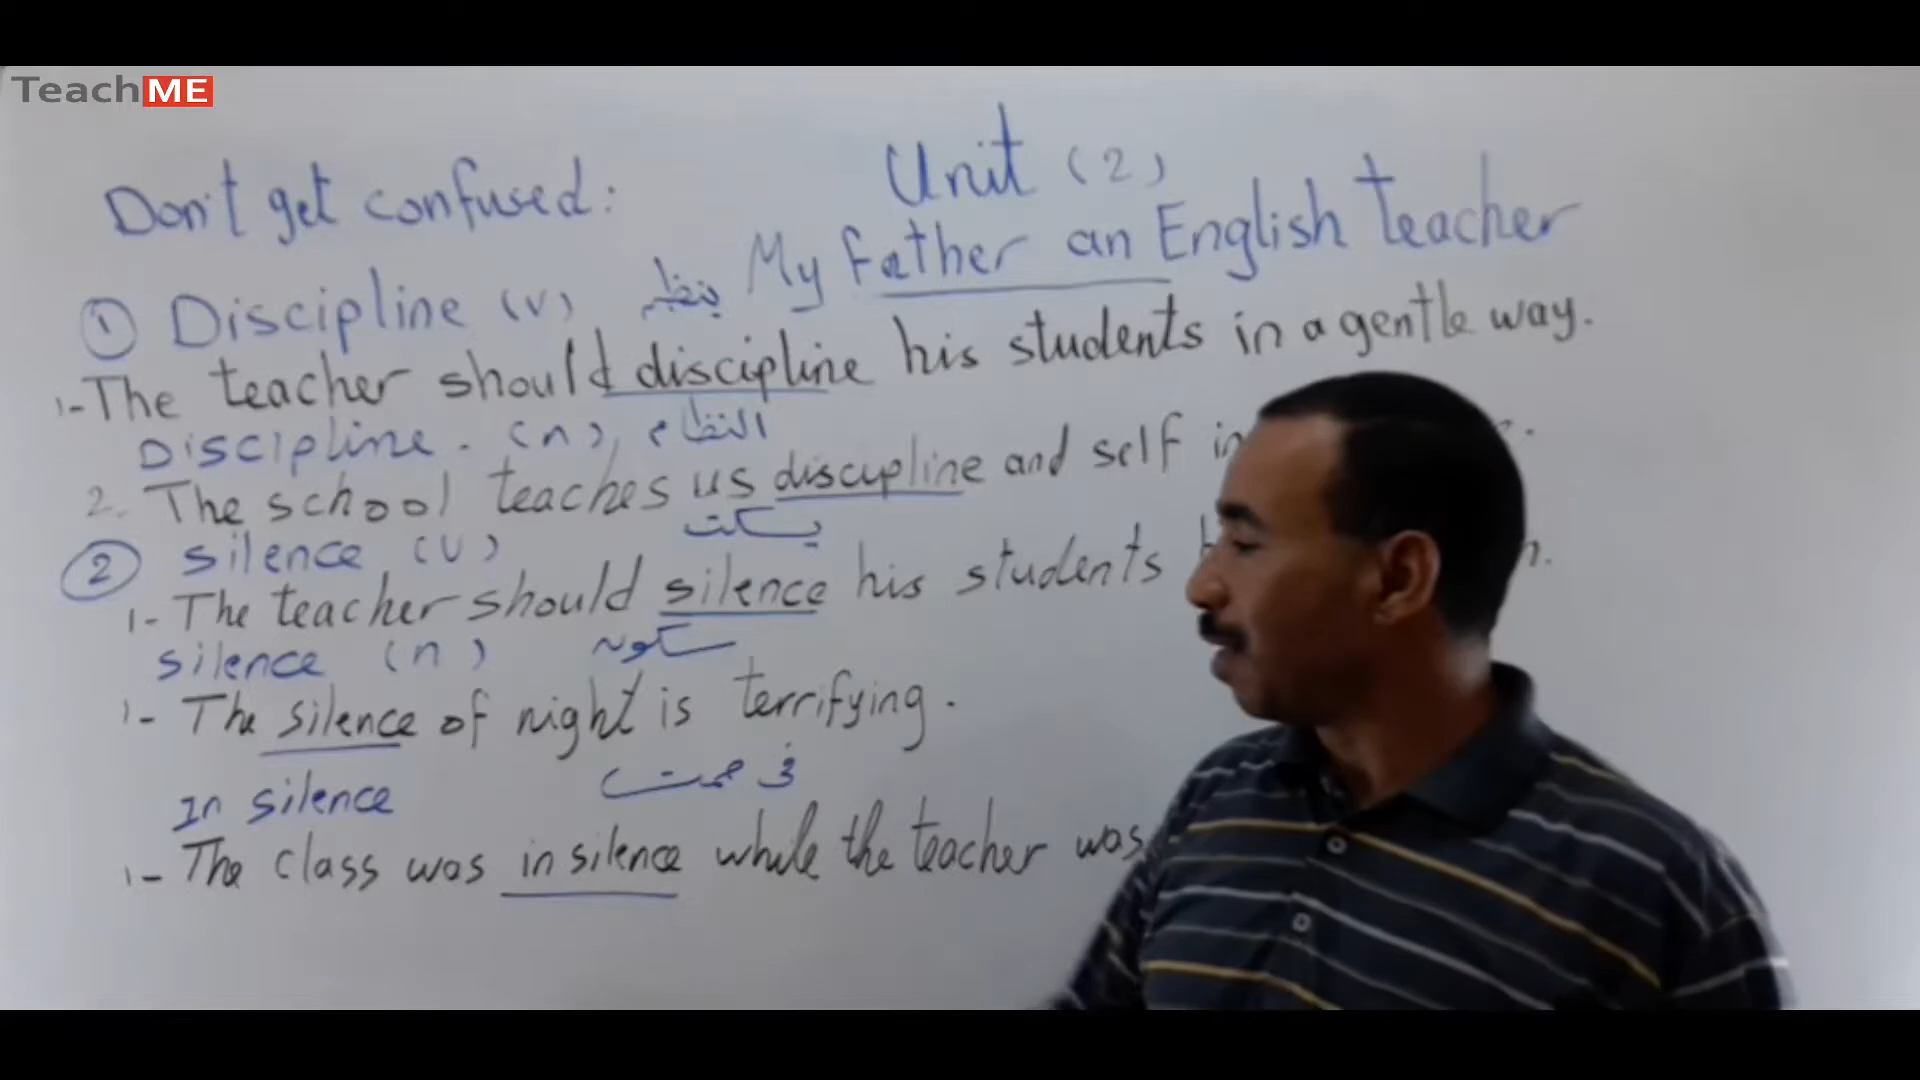 TeachME
Unit (2)
Don't get confused:
My Father an English teacher
1 Discipline (v) ينظم
1- The teacher should discipline his students in a gentle way.
Discipline. (n), النظام
2. The school teaches us discipline and self
2 silence (v) يسكت
1- The teacher should silence his students
silence (n) سكون
1- The silence of night is terrifying.
In silence في صمت
1- The class was in silence while the teacher was